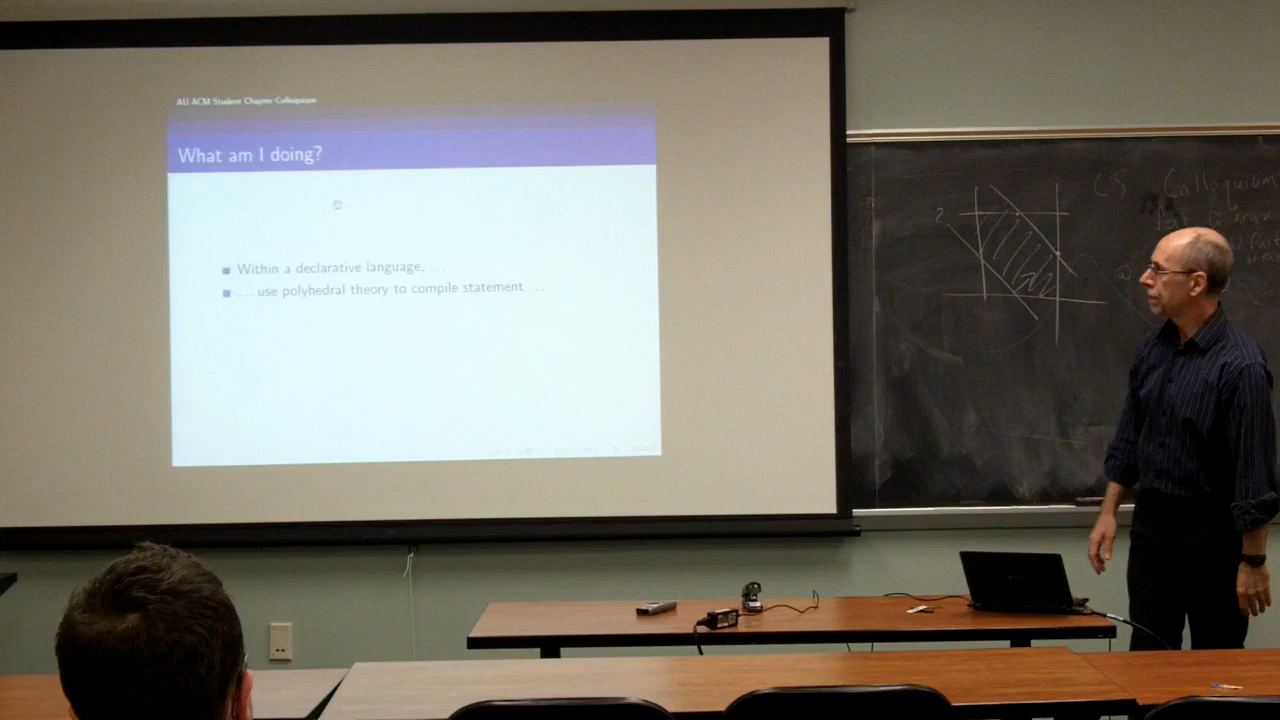 AU ACM Student Chapter Colloquium
What am I doing?
Within a declarative language, ...
... use polyhedral theory to compile statement ...
CS Colloquium
?